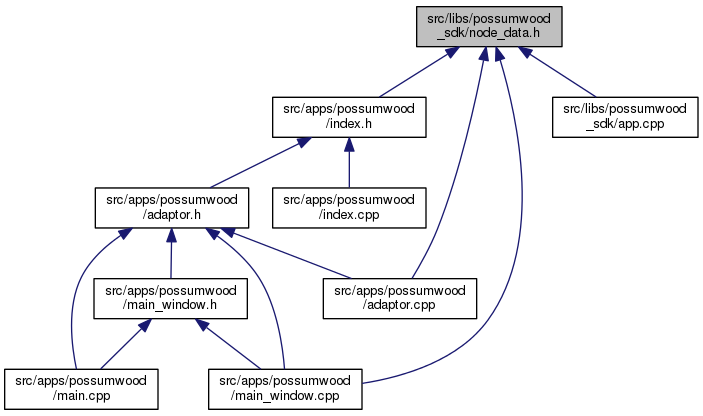 src/libs/possumwood
_sdk/node_data.h
src/apps/possumwood
/index.h
src/libs/possumwood
_sdk/app.cpp
src/apps/possumwood
/adaptor.h
src/apps/possumwood
/index.cpp
src/apps/possumwood
/main_window.h
src/apps/possumwood
/adaptor.cpp
src/apps/possumwood
/main.cpp
src/apps/possumwood
/main_window.cpp